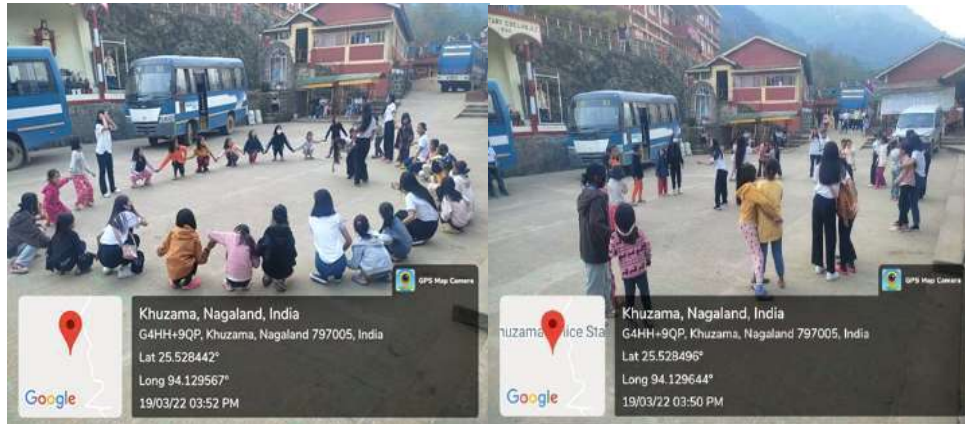 GPS Map Camera
Khuzama, Nagaland, India
G4HH+9QP, Khuzama, Nagaland 797005, India
Lat 25.528442°
Long 94.129567°
19/03/22 03:52 PM
Google
GPS Map Camera
Khuzama, Nagaland, India
G4HH+9QP, Khuzama, Nagaland 797005, India
Lat 25.528496°
Long 94.129644°
19/03/22 03:50 PM
Google